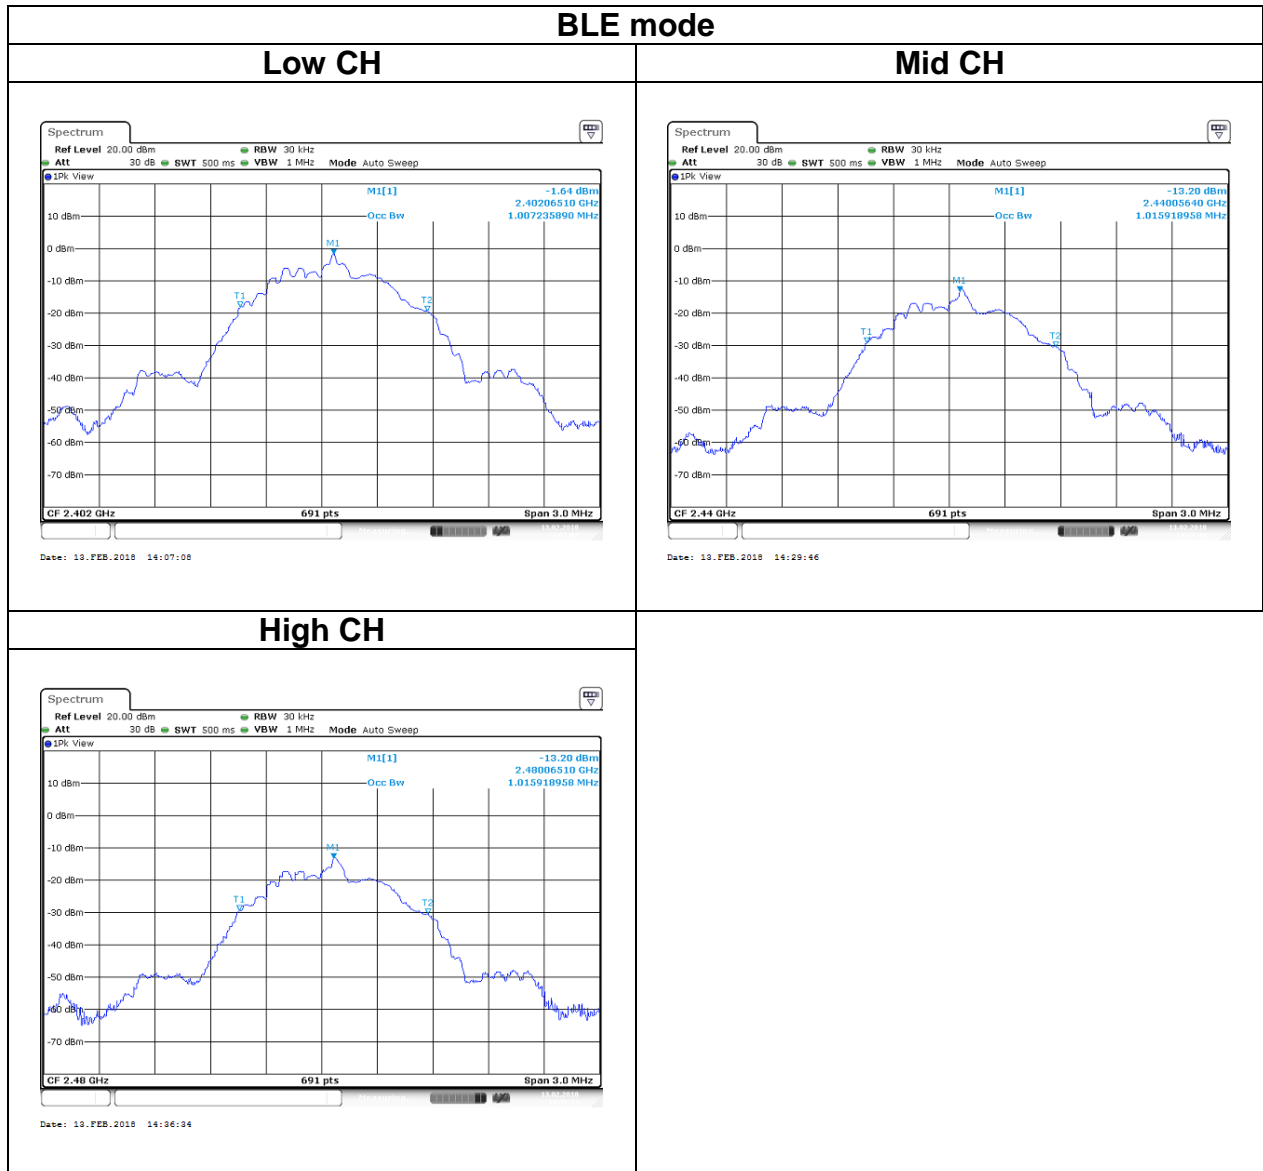 BLE mode
Low CH
Mid CH
Spectrum
Ref Level 20.00 dBm RBW 30 kHz
Att 30 dB SWT 500 ms VBW 1 MHz Mode Auto Sweep
1Pk View
M1[1] -1.64 dBm
2.40206510 GHz
Occ Bw 1.007235890 MHz
10 dBm
M1
0 dBm
-10 dBm
T1
T2
-20 dBm
-30 dBm
-40 dBm
-50 dBm
-60 dBm
-70 dBm
CF 2.402 GHz 691 pts Span 3.0 MHz
Date: 13.FEB.2018 14:07:08
Spectrum
Ref Level 20.00 dBm RBW 30 kHz
Att 30 dB SWT 500 ms VBW 1 MHz Mode Auto Sweep
1Pk View
M1[1] -13.20 dBm
2.44005640 GHz
Occ Bw 1.015918958 MHz
10 dBm
0 dBm
-10 dBm
M1
-20 dBm
T1
T2
-30 dBm
-40 dBm
-50 dBm
-60 dBm
-70 dBm
CF 2.44 GHz 691 pts Span 3.0 MHz
Date: 13.FEB.2018 14:29:46
High CH
Spectrum
Ref Level 20.00 dBm RBW 30 kHz
Att 30 dB SWT 500 ms VBW 1 MHz Mode Auto Sweep
1Pk View
M1[1] -13.20 dBm
2.48006510 GHz
Occ Bw 1.015918958 MHz
10 dBm
0 dBm
-10 dBm
M1
-20 dBm
T1
T2
-30 dBm
-40 dBm
-50 dBm
-60 dBm
-70 dBm
CF 2.48 GHz 691 pts Span 3.0 MHz
Date: 13.FEB.2018 14:36:34